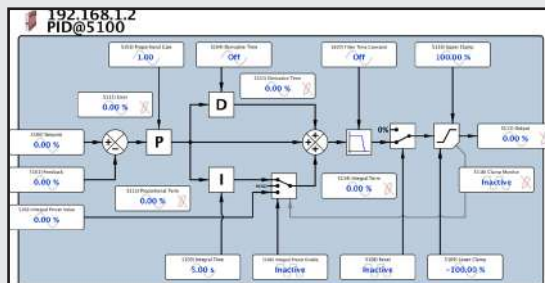 192.168.1.2
PID@5100
Proportional Gain
1.00
Derivative Time
Off
Filter Time Constant
Off
Upper Clamp
100.00 %
Error
0.00 %
Derivative Term
0.00 %
Setpoint
0.00 %
D
P
0%
Output
0.00 %
Feedback
0.00 %
I
Clamp Monitor
Inactive
Proportional Term
0.00 %
Integral Term
0.00 %
Integral Preset Value
0.00 %
Integral Time
5.00 s
Integral Preset Enable
Inactive
Reset
Inactive
Lower Clamp
-100.00 %